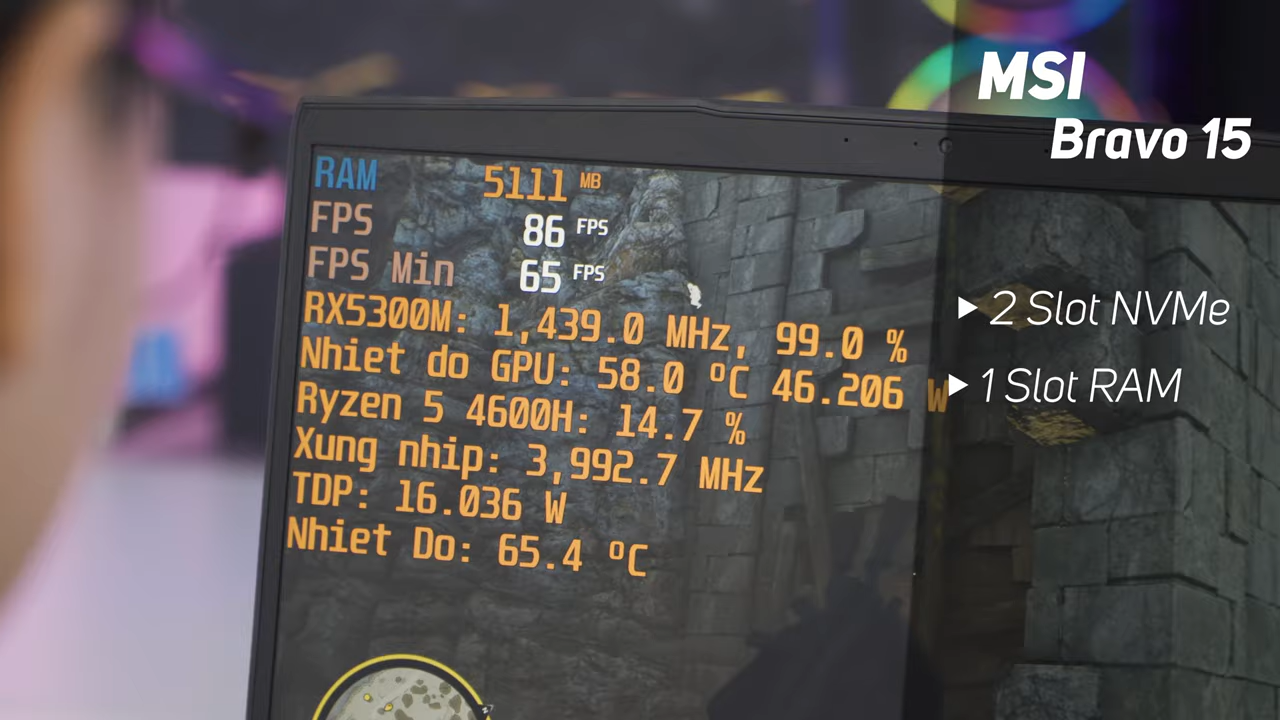 MSI
Bravo 15
RAM 5111 MB
FPS 86 FPS
FPS Min 65 FPS
RX5300M: 1,439.0 MHz, 99.0 %
Nhiet do GPU: 58.0 ºC 46.206 W
Ryzen 5 4600H: 14.7 %
Xung nhip: 3,992.7 MHz
TDP: 16.036 W
Nhiet Do: 65.4 ºC
2 Slot NVMe
1 Slot RAM